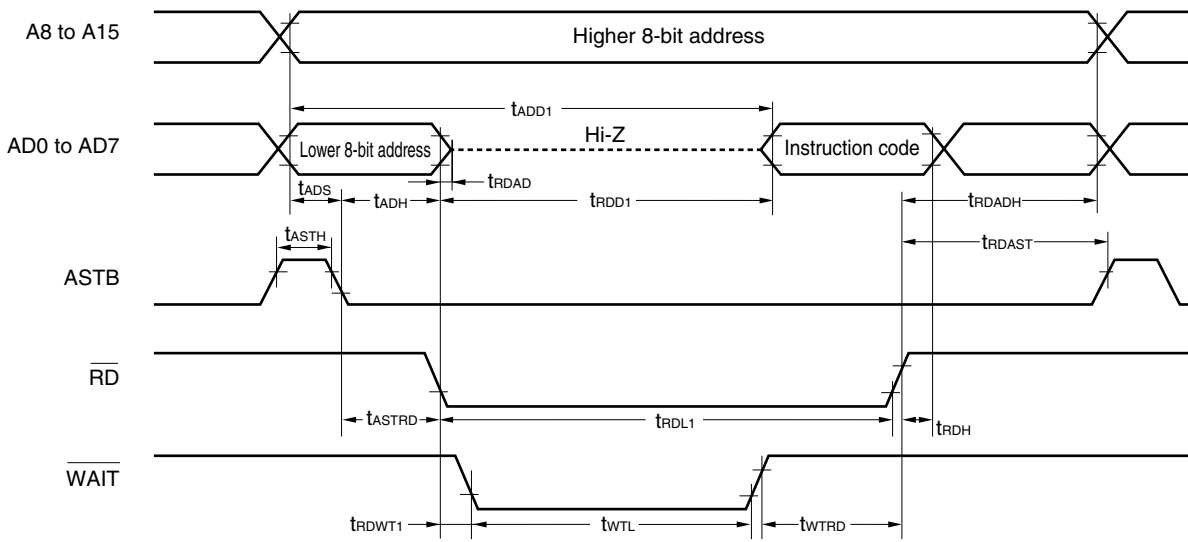 A8 to A15
Higher 8-bit address
tADD1
AD0 to AD7
Lower 8-bit address
Hi-Z
Instruction code
tRDAD
tADS
tADH
tRDD1
tRDADH
tASTH
tRDAST
ASTB
RD
tASTRD
tRDL1
tRDH
WAIT
tRDWT1
tWTL
tWTRD